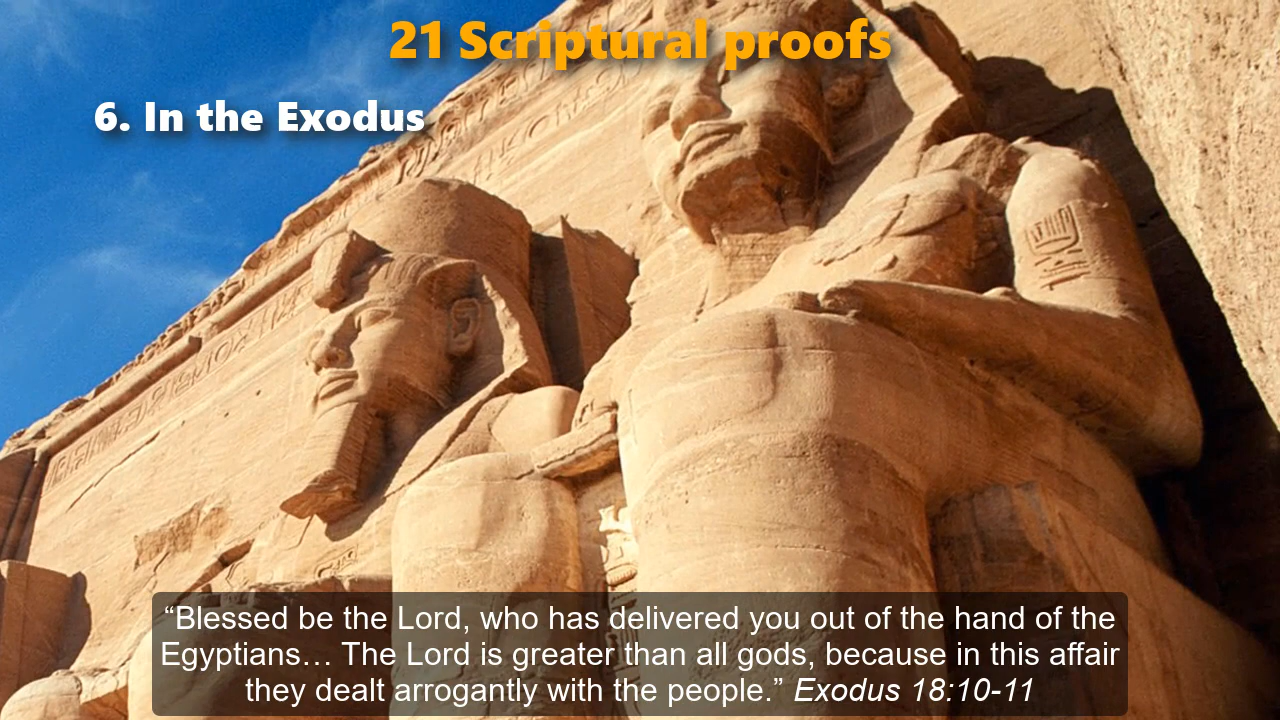 21 Scriptural proofs
6. In the Exodus
“Blessed be the Lord, who has delivered you out of the hand of the
Egyptians… The Lord is greater than all gods, because in this affair
they dealt arrogantly with the people.” Exodus 18:10-11